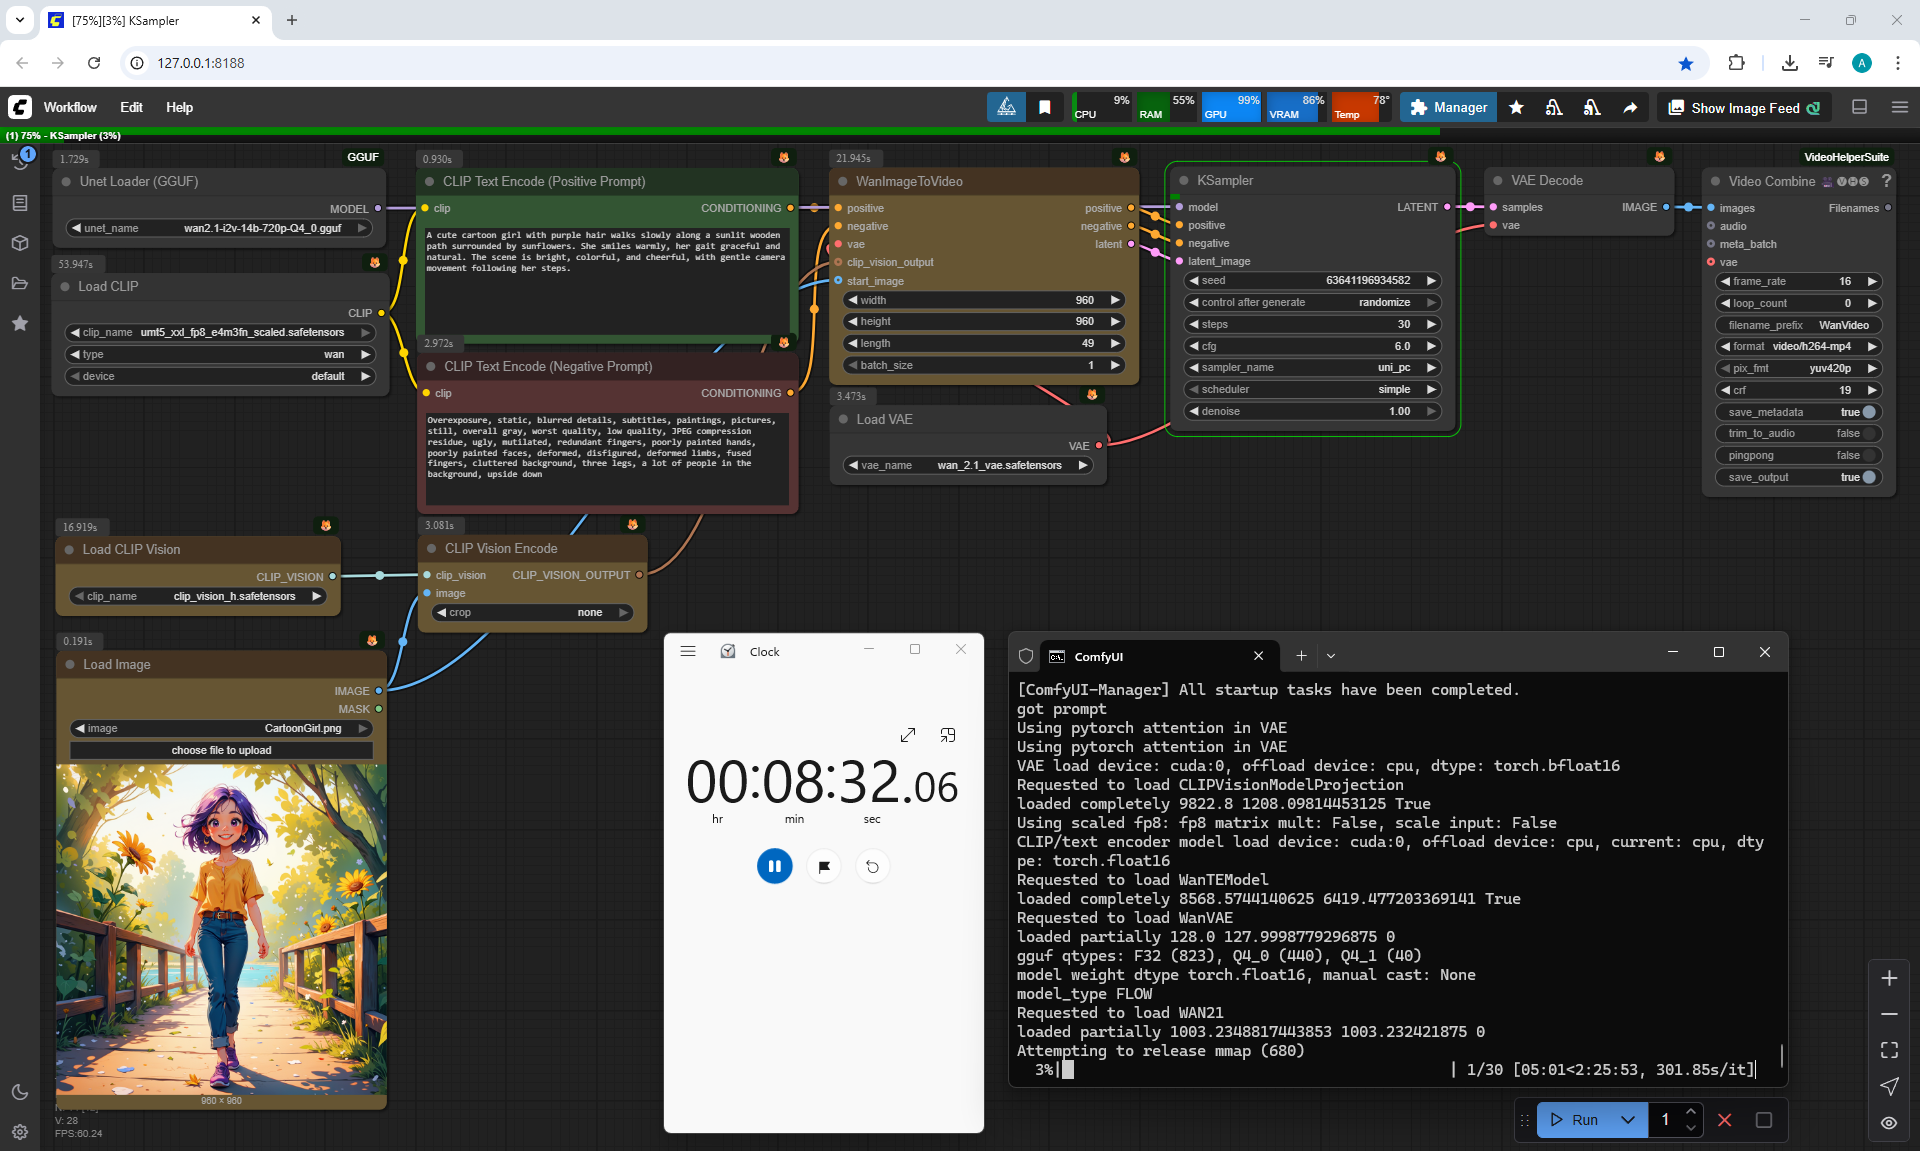 [75%][3%] KSampler
127.0.0.1:8188
Workflow Edit Help
CPU 9% RAM 55% GPU 99% VRAM 86% Temp 78°
Manager
Show Image Feed
(1) 75% - KSampler (3%)
1
1.729s
GGUF
Unet Loader (GGUF)
MODEL
unet_name wan2.1-i2v-14b-720p-Q4_0.gguf
53.947s
Load CLIP
CLIP
clip_name umt5_xxl_fp8_e4m3fn_scaled.safetensors
type wan
device default
0.930s
CLIP Text Encode (Positive Prompt)
clip CONDITIONING
A cute cartoon girl with purple hair walks slowly along a sunlit wooden
path surrounded by sunflowers. She smiles warmly, her gait graceful and
natural. The scene is bright, colorful, and cheerful, with gentle camera
movement following her steps.
2.972s
CLIP Text Encode (Negative Prompt)
clip CONDITIONING
Overexposure, static, blurred details, subtitles, paintings, pictures,
still, overall gray, worst quality, low quality, JPEG compression
residue, ugly, mutilated, redundant fingers, poorly painted hands,
poorly painted faces, deformed, disfigured, deformed limbs, fused
fingers, cluttered background, three legs, a lot of people in the
background, upside down
21.945s
WanImageToVideo
positive positive
negative negative
vae latent
clip_vision_output
start_image
width 960
height 960
length 49
batch_size 1
3.473s
Load VAE
VAE
vae_name wan_2.1_vae.safetensors
KSampler
model LATENT
positive
negative
latent_image
seed 63641196934582
control after generate randomize
steps 30
cfg 6.0
sampler_name uni_pc
scheduler simple
denoise 1.00
VAE Decode
samples IMAGE
vae
VideoHelperSuite
Video Combine VHS ?
images Filenames
audio
meta_batch
vae
frame_rate 16
loop_count 0
filename_prefix WanVideo
format video/h264-mp4
pix_fmt yuv420p
crf 19
save_metadata true
trim_to_audio false
pingpong false
save_output true
16.919s
Load CLIP Vision
CLIP_VISION
clip_name clip_vision_h.safetensors
3.081s
CLIP Vision Encode
clip_vision CLIP_VISION_OUTPUT
image
crop none
0.191s
Load Image
IMAGE
MASK
image CartoonGirl.png
choose file to upload
960 × 960
V: 28
FPS:60.24
Clock
00:08:32.06
hr min sec
ComfyUI
[ComfyUI-Manager] All startup tasks have been completed.
got prompt
Using pytorch attention in VAE
Using pytorch attention in VAE
VAE load device: cuda:0, offload device: cpu, dtype: torch.bfloat16
Requested to load CLIPVisionModelProjection
loaded completely 9822.8 1208.09814453125 True
Using scaled fp8: fp8 matrix mult: False, scale input: False
CLIP/text encoder model load device: cuda:0, offload device: cpu, current: cpu, dty
pe: torch.float16
Requested to load WanTEModel
loaded completely 8568.5744140625 6419.477203369141 True
Requested to load WanVAE
loaded partially 128.0 127.9998779296875 0
gguf qtypes: F32 (823), Q4_0 (440), Q4_1 (40)
model weight dtype torch.float16, manual cast: None
model_type FLOW
Requested to load WAN21
loaded partially 1003.2348817443853 1003.232421875 0
Attempting to release mmap (680)
3%| | 1/30 [05:01<2:25:53, 301.85s/it]
Run 1
A